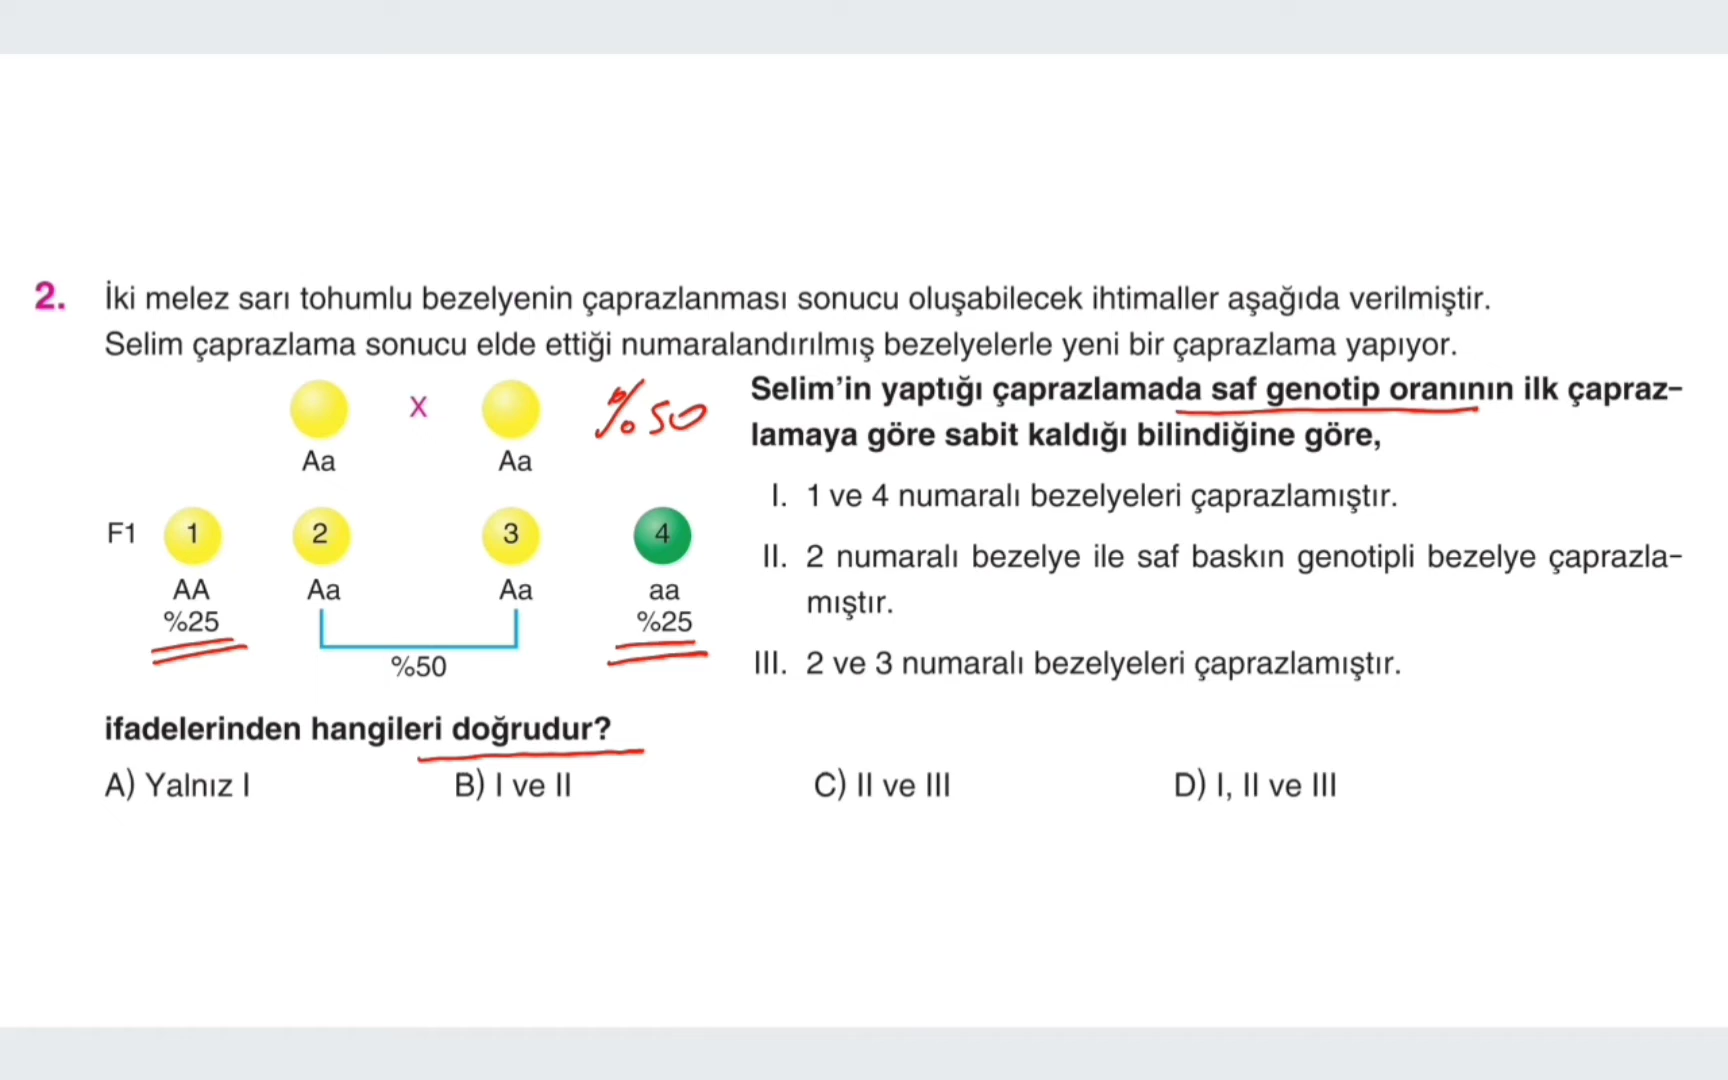 2. İki melez sarı tohumlu bezelyenin çaprazlanması sonucu oluşabilecek ihtimaller aşağıda verilmiştir.
Selim çaprazlama sonucu elde ettiği numaralandırılmış bezelyelerle yeni bir çaprazlama yapıyor.
X
%50
Aa Aa
F1 1 2 3 4
AA Aa Aa aa
%25 %25
%50
Selim'in yaptığı çaprazlamada saf genotip oranının ilk çapraz-
lamaya göre sabit kaldığı bilindiğine göre,
I. 1 ve 4 numaralı bezelyeleri çaprazlamıştır.
II. 2 numaralı bezelye ile saf baskın genotipli bezelye çaprazla-
mıştır.
III. 2 ve 3 numaralı bezelyeleri çaprazlamıştır.
ifadelerinden hangileri doğrudur?
A) Yalnız I B) I ve II C) II ve III D) I, II ve III